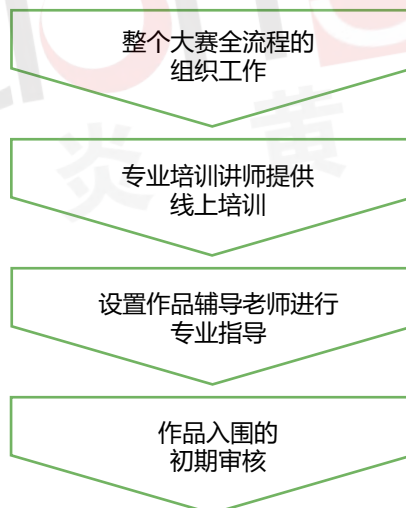 整个大赛全流程的
组织工作
炎黄
专业培训讲师提供
线上培训
设置作品辅导老师进行
专业指导
作品入围的
初期审核